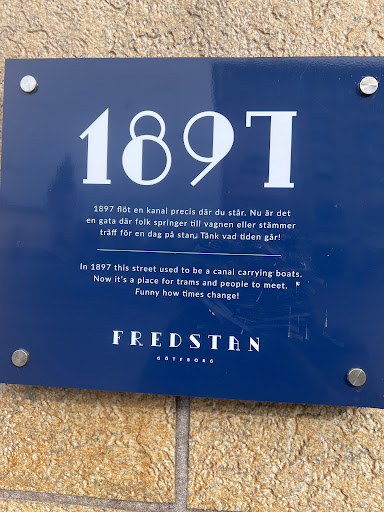 1897
1897 flöt en kanal precis där du står. Nu är det
en gata där folk springer till vagnen eller stämmer
träff för en dag på stan. Tänk vad tiden går!
In 1897 this street used to be a canal carrying boats.
Now it's a place for trams and people to meet.
Funny how times change!
FREDSTAN
GÖTEBORG